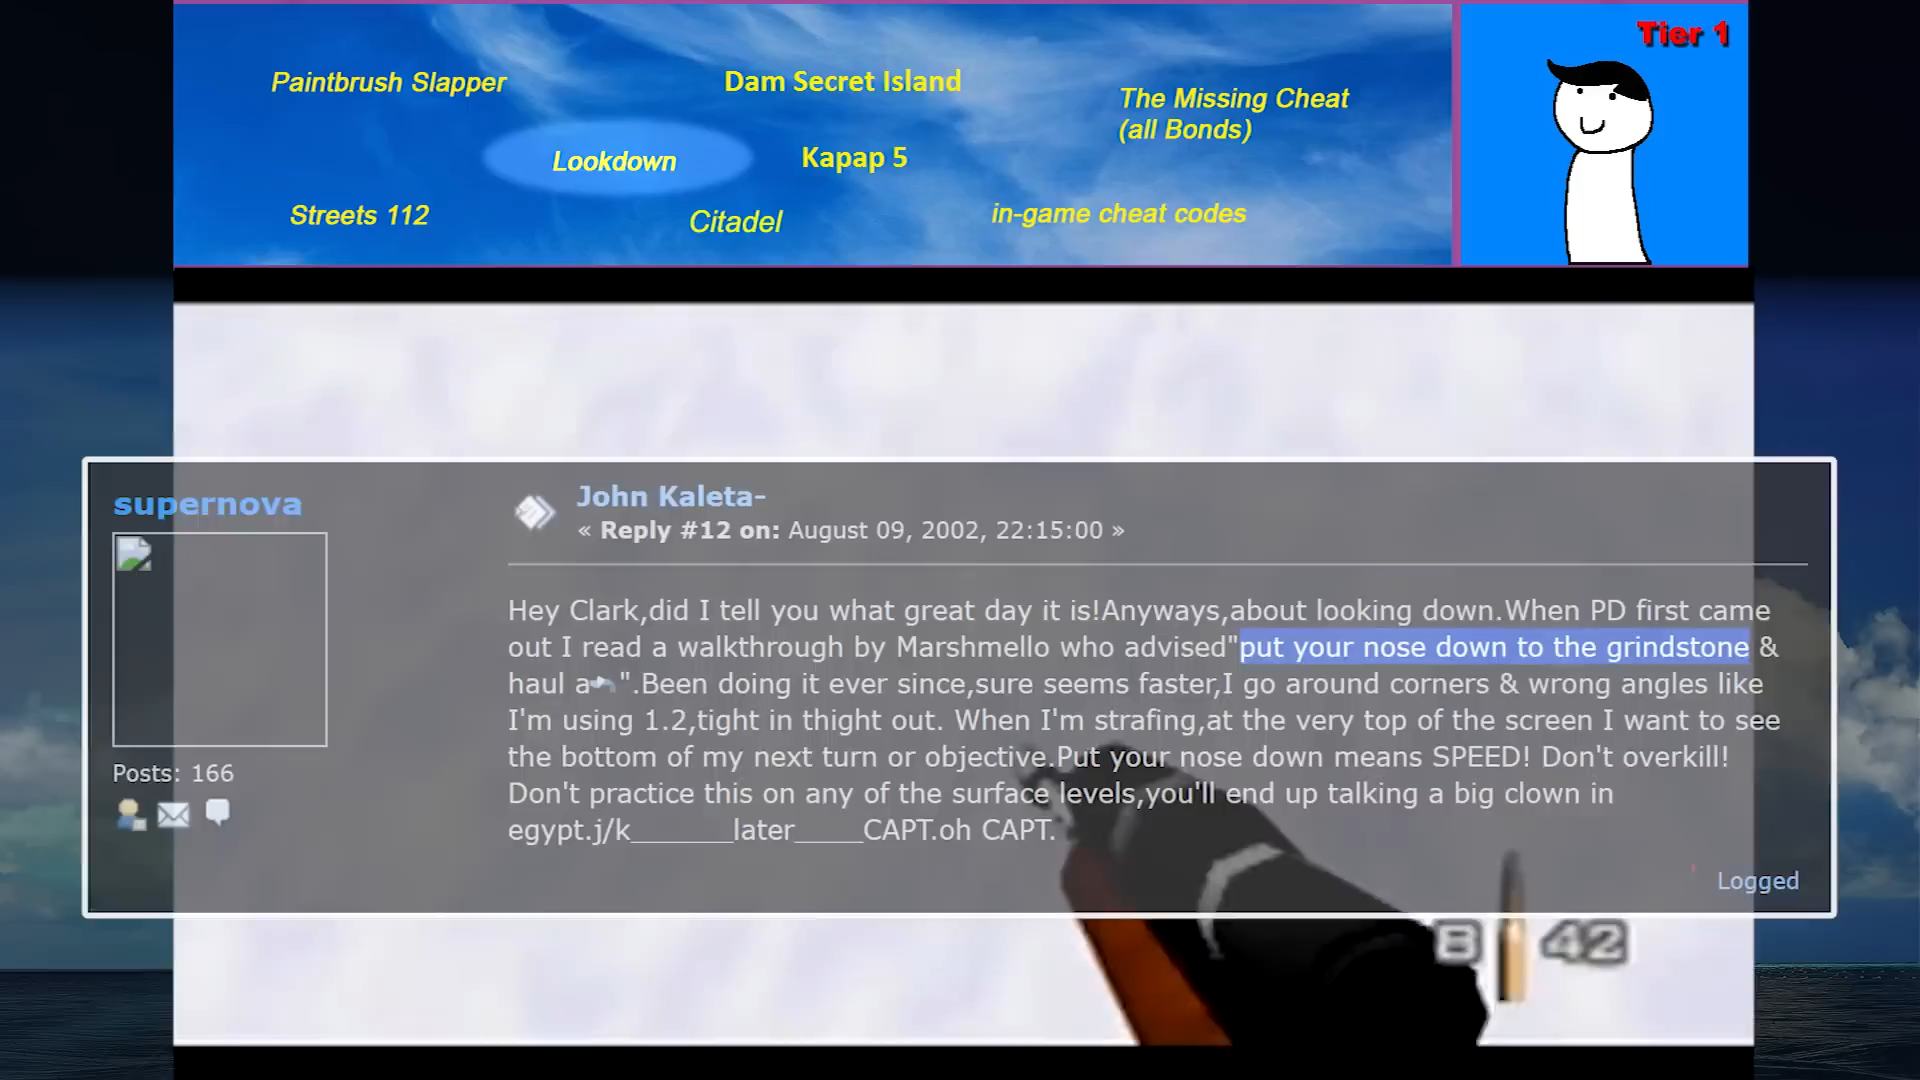 Tier 1
Paintbrush Slapper
Dam Secret Island
The Missing Cheat
(all Bonds)
Lookdown
Kapap 5
Streets 112
Citadel
in-game cheat codes
supernova
John Kaleta-
« Reply #12 on: August 09, 2002, 22:15:00 »
Hey Clark,did I tell you what great day it is!Anyways,about looking down.When PD first came
out I read a walkthrough by Marshmello who advised"put your nose down to the grindstone &
haul a ".Been doing it ever since,sure seems faster,I go around corners & wrong angles like
I'm using 1.2,tight in thight out. When I'm strafing,at the very top of the screen I want to see
the bottom of my next turn or objective.Put your nose down means SPEED! Don't overkill!
Don't practice this on any of the surface levels,you'll end up talking a big clown in
egypt.j/k______later____CAPT.oh CAPT.
Posts: 166
Logged
8 42